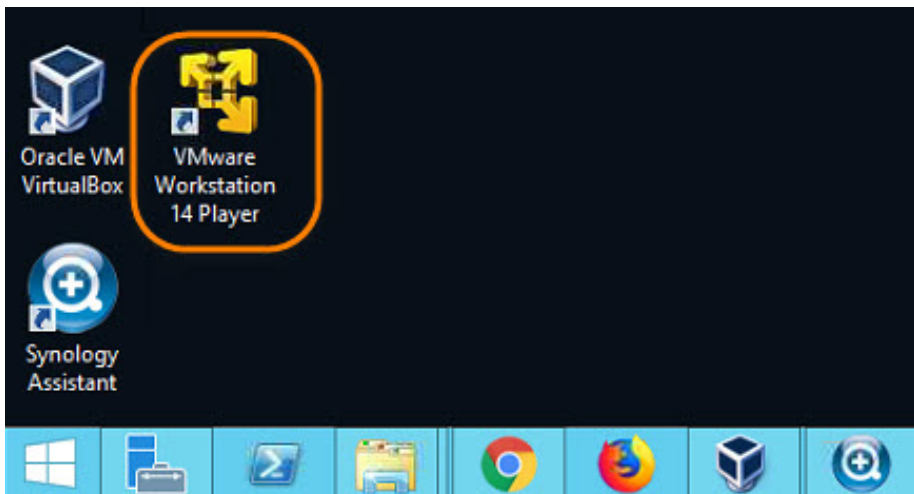 Oracle VM
VirtualBox
VMware
Workstation
14 Player
Synology
Assistant